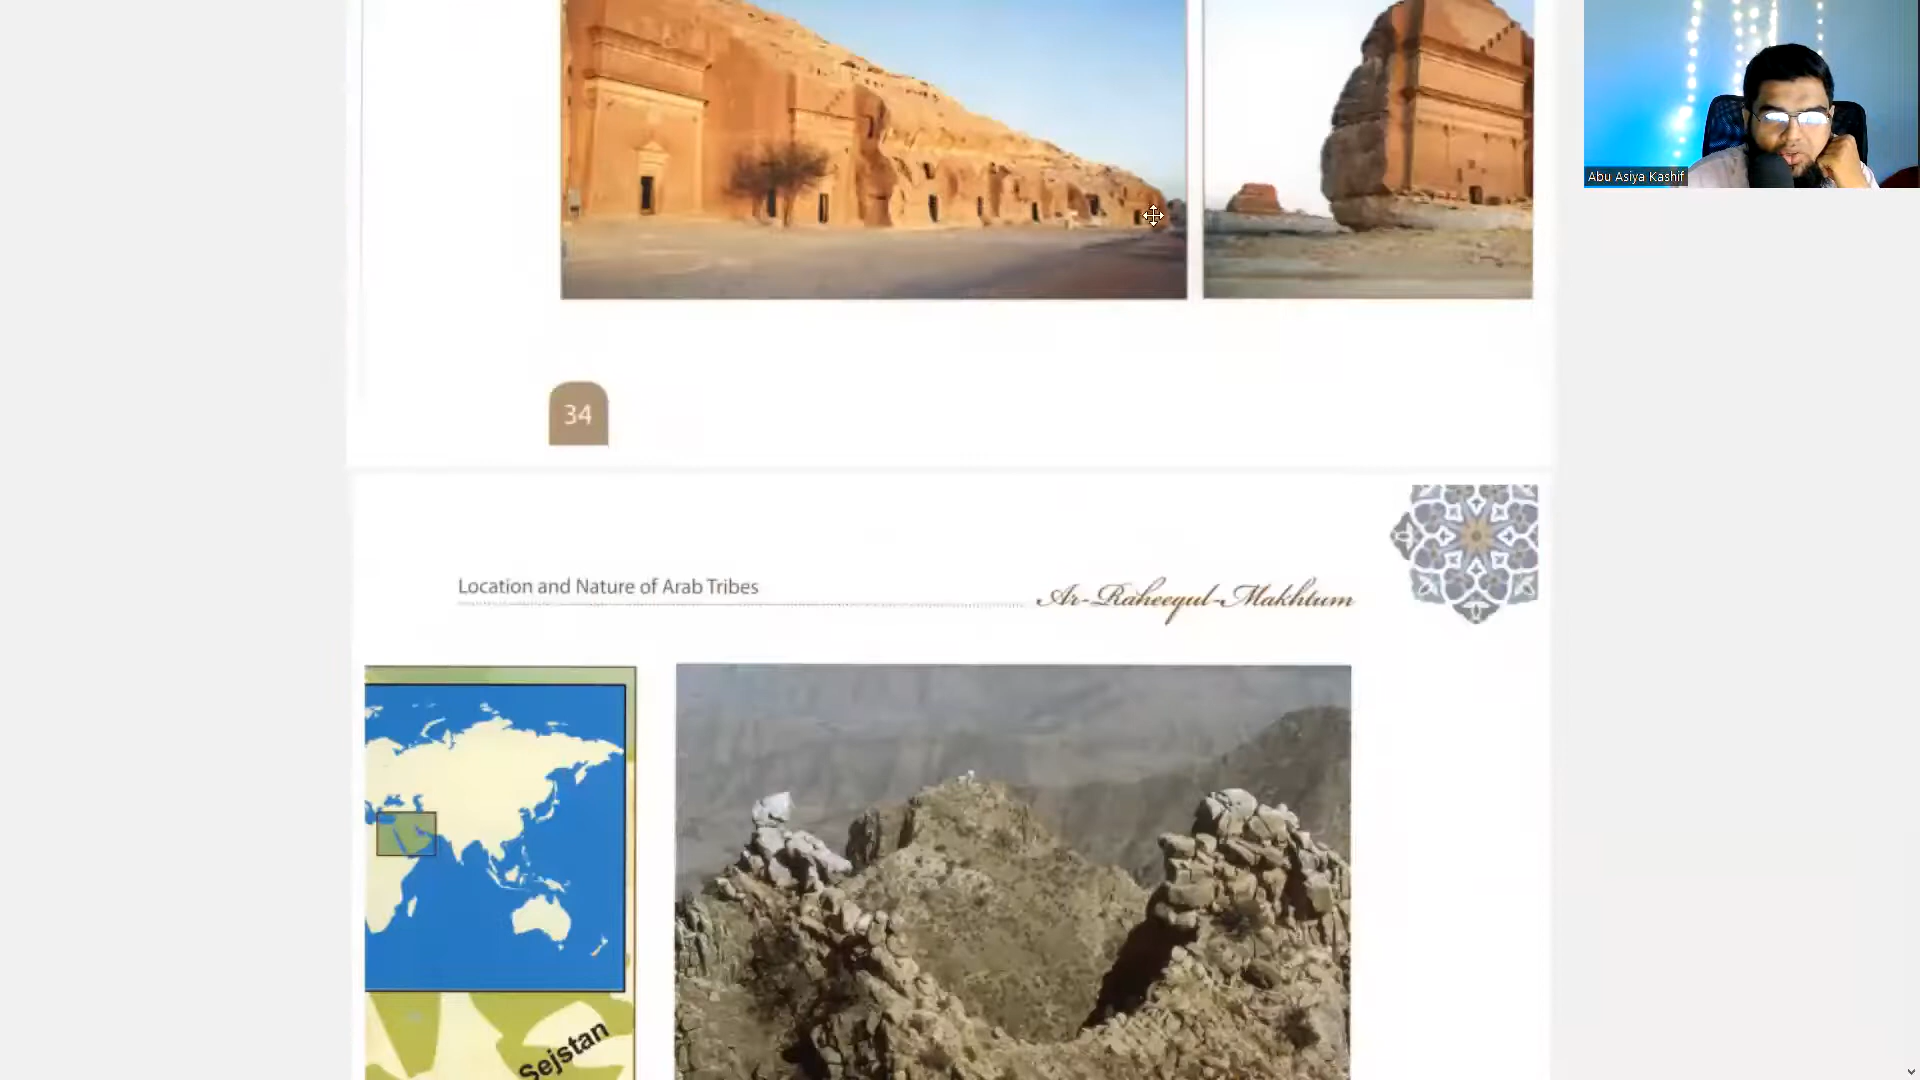 Abu Asiya Kashif
34
Location and Nature of Arab Tribes
Ar-Raheequl-Makhtum
Sejstan